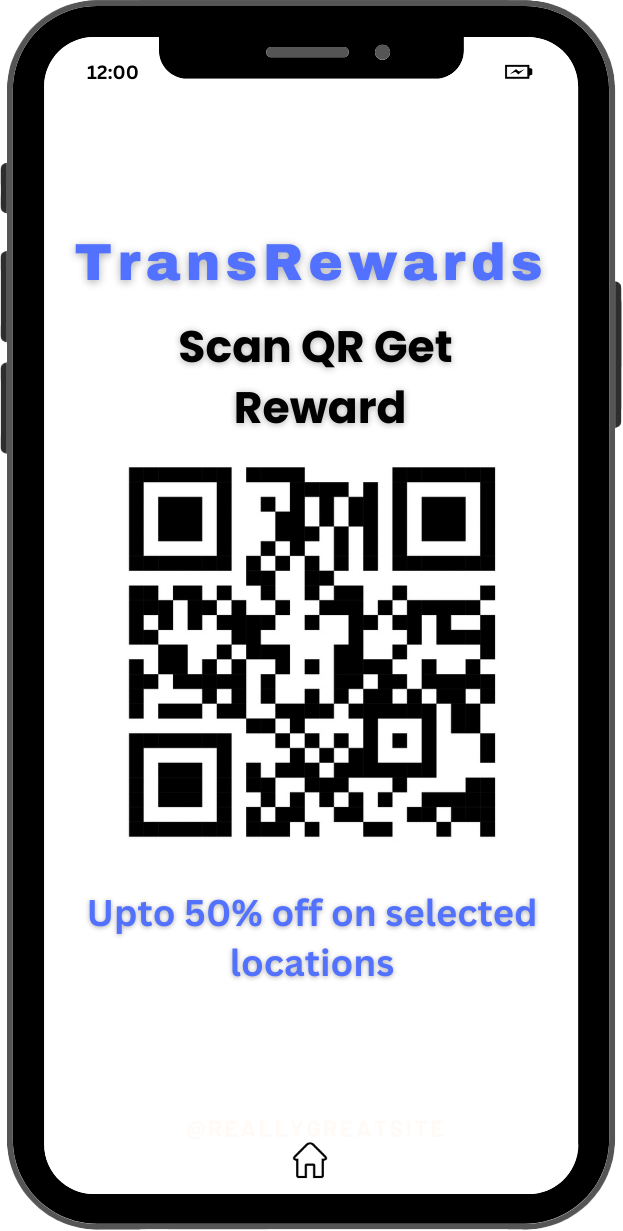 12:00
TransRewards
Scan QR Get
Reward
Upto 50% off on selected
locations
@REALLYGREATSITE